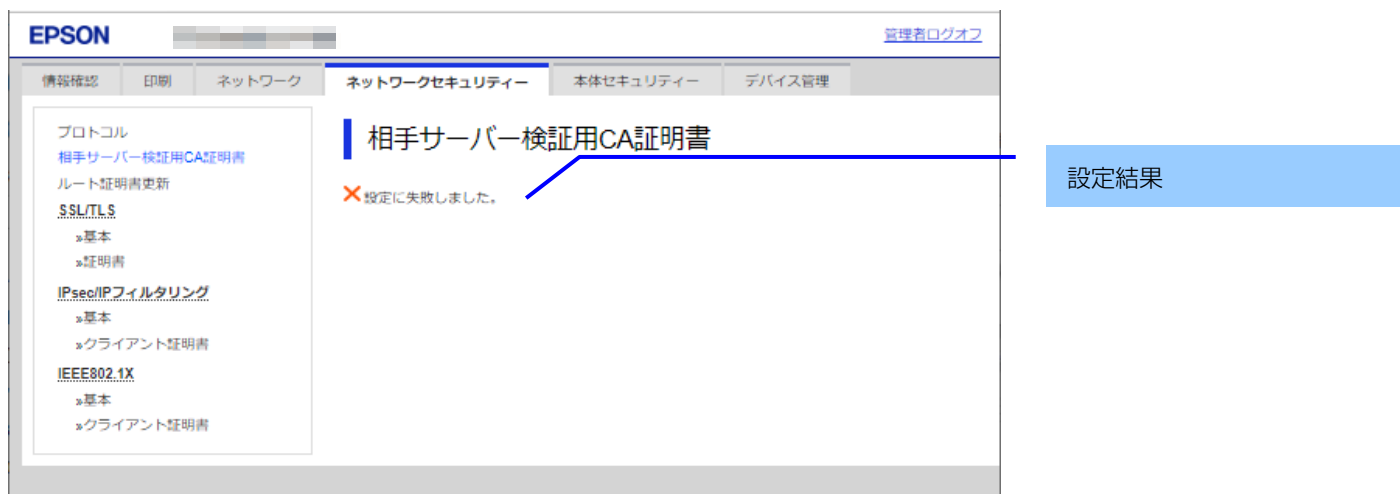 EPSON
管理者ログオフ
情報確認 印刷 ネットワーク ネットワークセキュリティー 本体セキュリティー デバイス管理
プロトコル
相手サーバー検証用CA証明書
ルート証明書更新
SSL/TLS
»基本
»証明書
IPsec/IPフィルタリング
»基本
»クライアント証明書
IEEE802.1X
»基本
»クライアント証明書
相手サーバー検証用CA証明書
設定に失敗しました。
設定結果